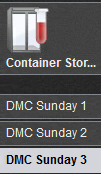 Container Stor...
DMC Sunday 1
DMC Sunday 2
DMC Sunday 3